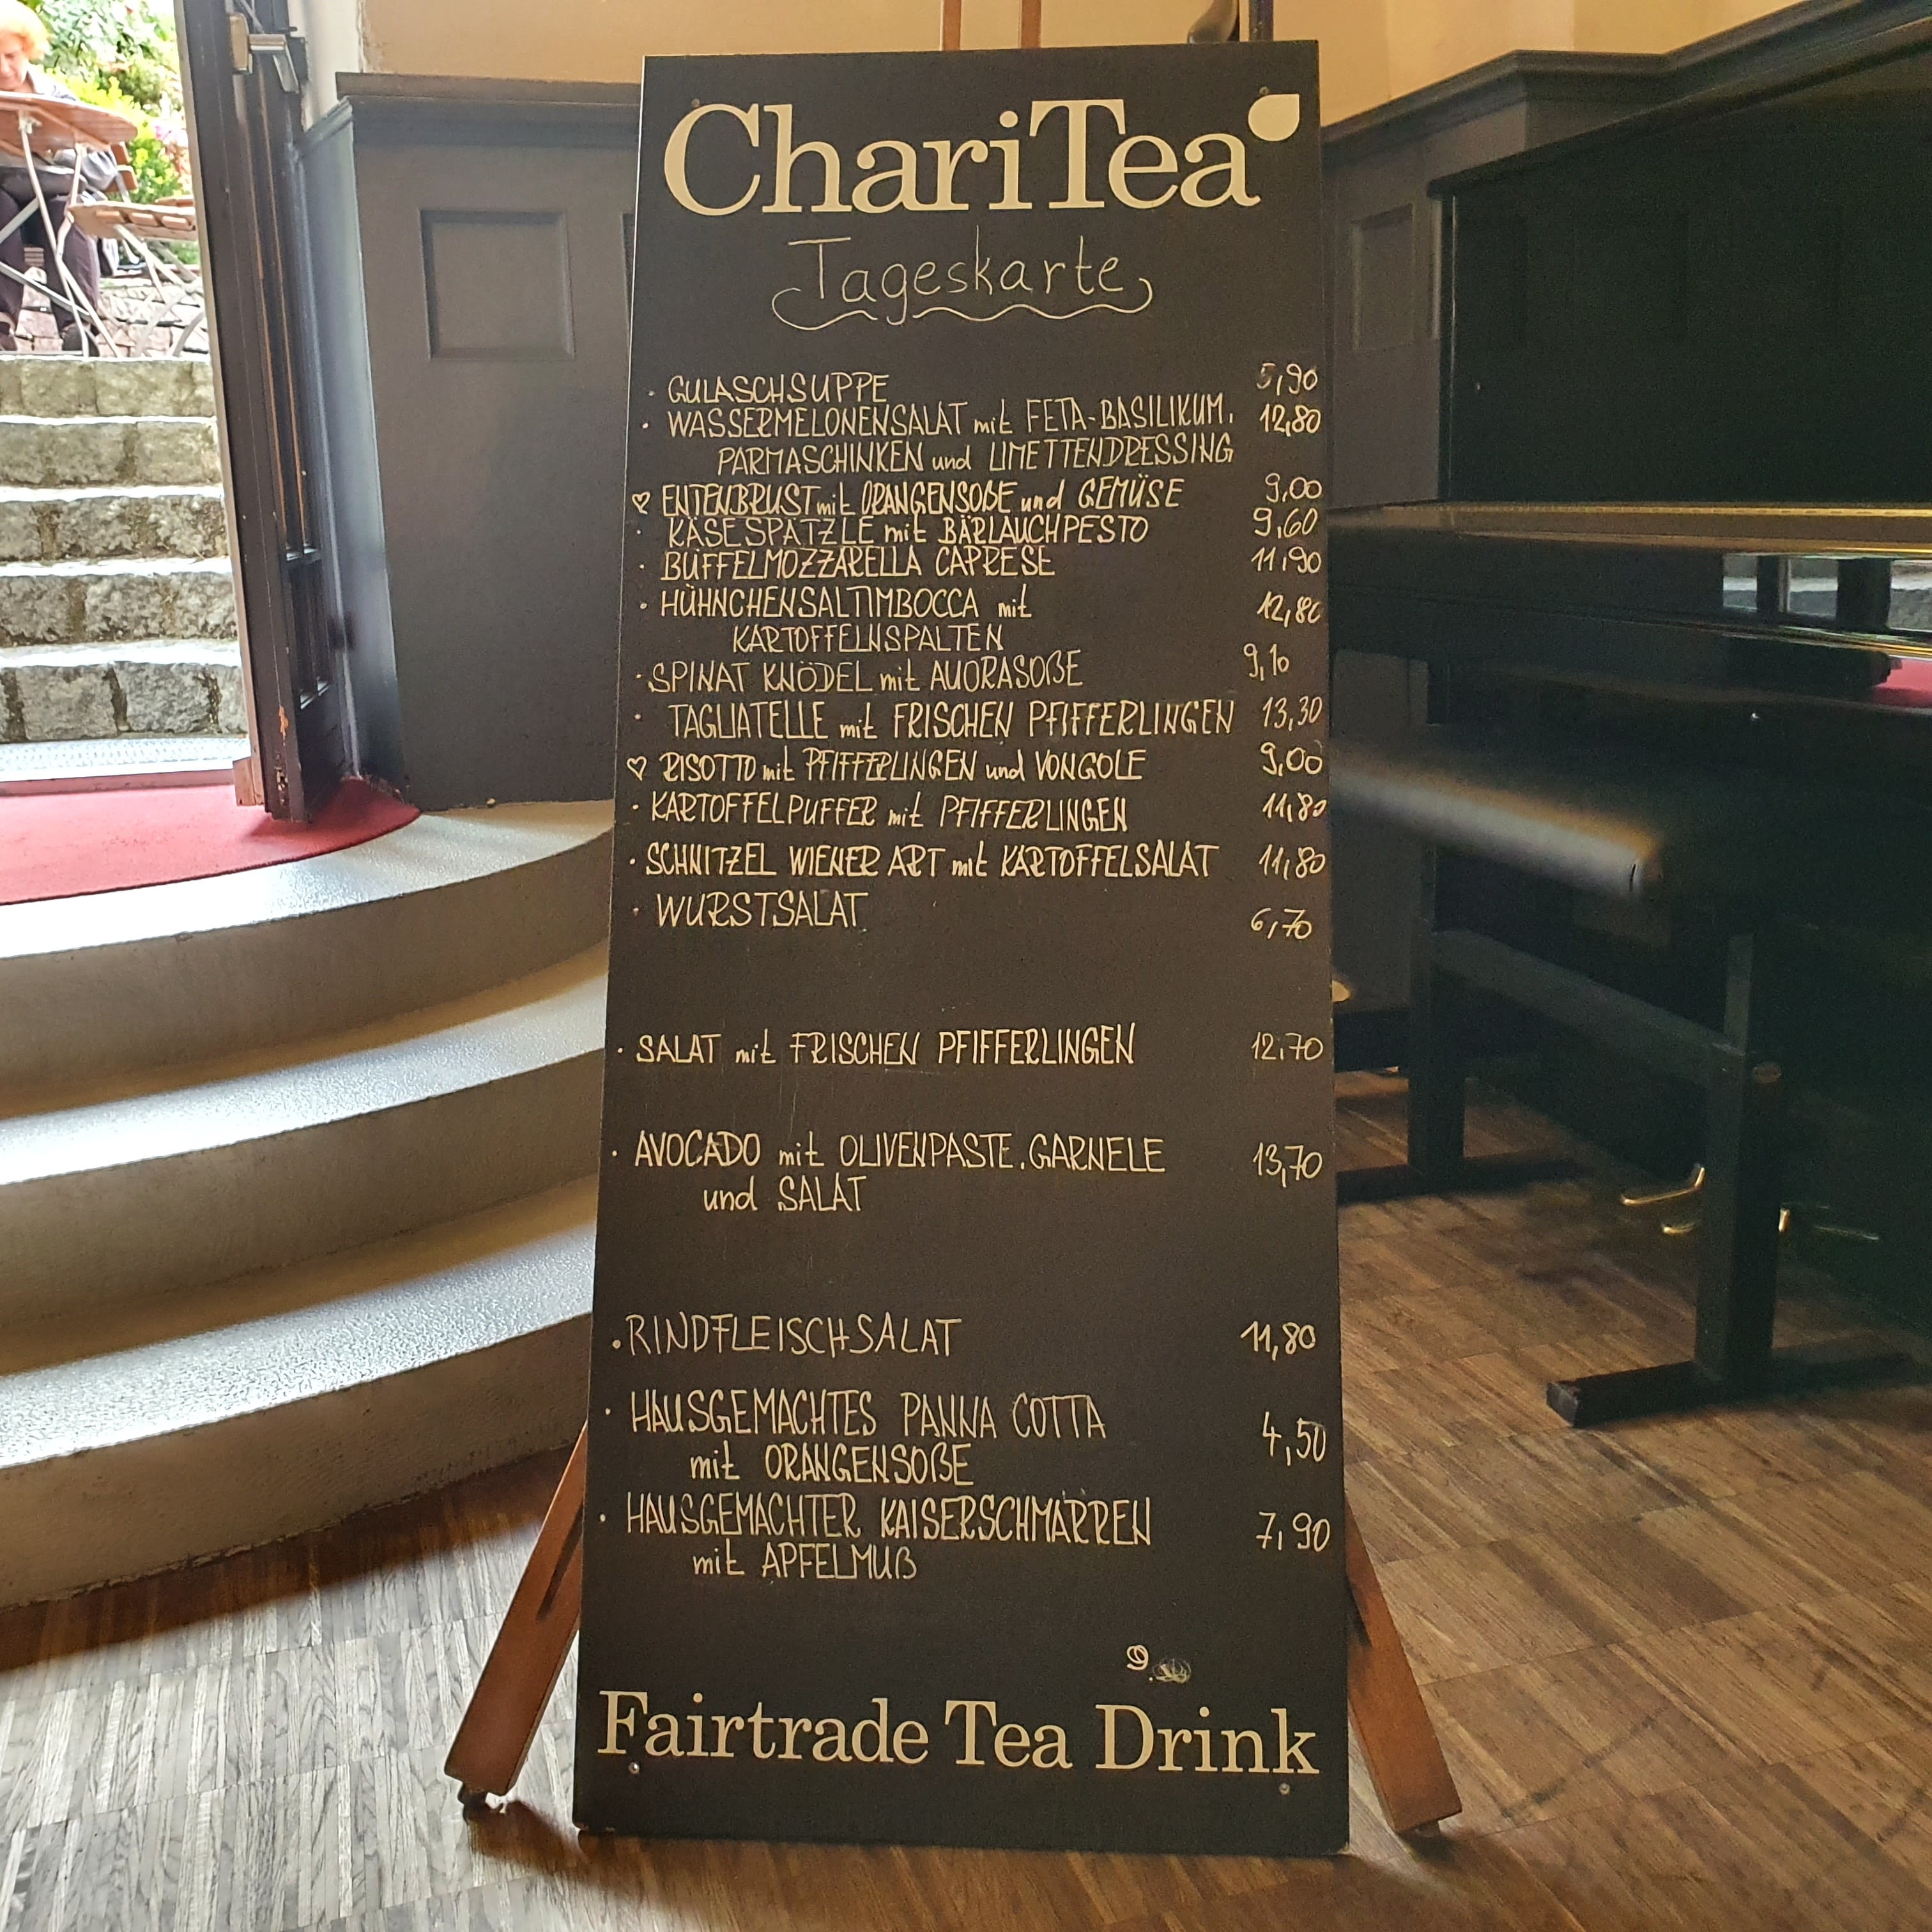 ChariTea
Tageskarte
· GULASCHSUPPE 5,90
· WASSERMELONENSALAT mit FETA-BASILIKUM, 12,80
PARMASCHINKEN und LIMETTENDRESSING
♡ ENTENBRUST mit ORANGENSOßE und GEMÜSE 9,00
· KÄSESPÄTZLE mit BÄRLAUCHPESTO 9,60
· BÜFFELMOZZARELLA CAPRESE 11,90
· HÜHNCHENSALTIMBOCCA mit 12,80
KARTOFFELNSPALTEN
· SPINAT KNÖDEL mit AUORASOßE 9,10
· TAGLIATELLE mit FRISCHEN PFIFFERLINGEN 13,30
♡ RISOTTO mit PFIFFERLINGEN und VONGOLE 9,00
· KARTOFFELPUFFER mit PFIFFERLINGEN 11,80
· SCHNITZEL WIENER ART mit KARTOFFELSALAT 11,80
· WURSTSALAT 6,70
· SALAT mit FRISCHEN PFIFFERLINGEN 12,70
· AVOCADO mit OLIVENPASTE, GARNELE 13,70
und SALAT
· RINDFLEISCHSALAT 11,80
· HAUSGEMACHTES PANNA COTTA 4,50
mit ORANGENSOßE
· HAUSGEMACHTER KAISERSCHMARREN 7,90
mit APFELMUß
9.
Fairtrade Tea Drink